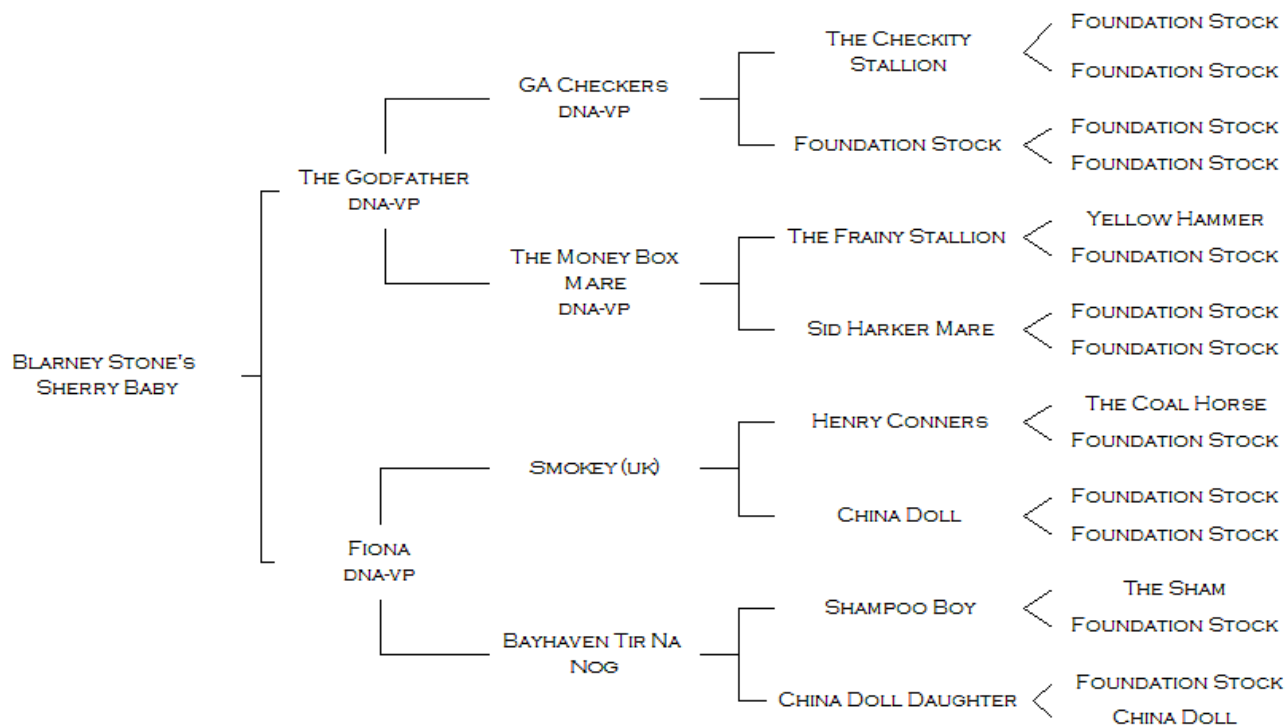 Blarney Stone's
Sherry Baby
The Godfather
DNA-VP
Fiona
DNA-VP
GA Checkers
DNA-VP
The Money Box
Mare
DNA-VP
Smokey (UK)
Bayhaven Tir Na
Nog
The Checkity
Stallion
Foundation Stock
The Frainy Stallion
Sid Harker Mare
Henry Conners
China Doll
Shampoo Boy
China Doll Daughter
Foundation Stock
Foundation Stock
Foundation Stock
Foundation Stock
Yellow Hammer
Foundation Stock
Foundation Stock
Foundation Stock
The Coal Horse
Foundation Stock
Foundation Stock
Foundation Stock
The Sham
Foundation Stock
Foundation Stock
China Doll